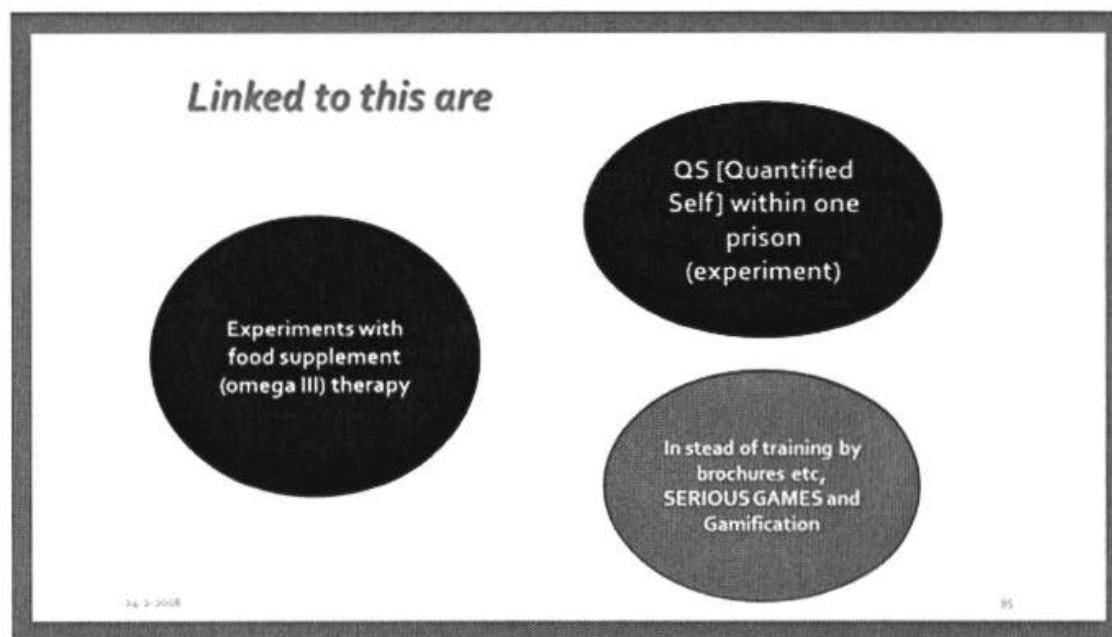 Linked to this are
QS [Quantified
Self] within one
prison
(experiment)
Experiments with
food supplement
(omega III) therapy
In stead of training by
brochures etc,
SERIOUS GAMES and
Gamification
95